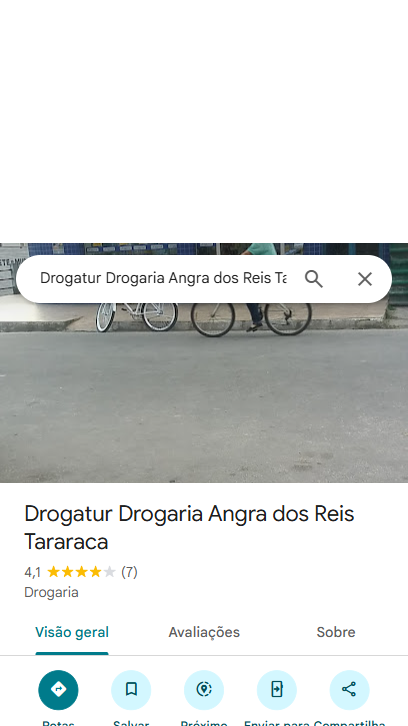 Drogatur Drogaria Angra dos Reis Ta
Drogatur Drogaria Angra dos Reis
Tararaca
4,1 (7)
Drogaria
Visão geral Avaliações Sobre
Rotas Salvar Próximo Enviar para Compartilha